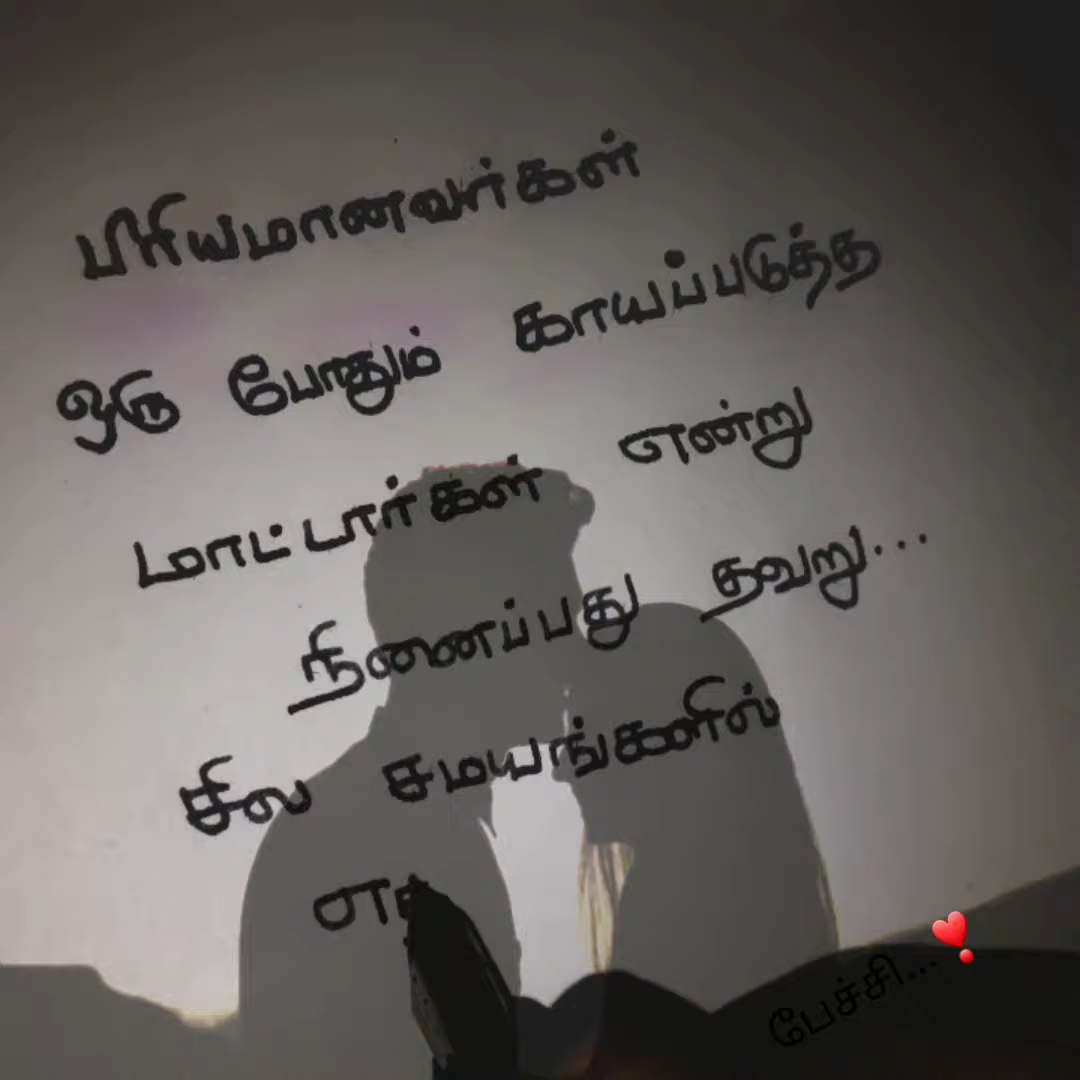 பிரியமானவர்கள்
ஒரு போதும் காயப்படுத்த
மாட்டார்கள் என்று
நினைப்பது தவறு...
சில சமயங்களில்
பேச்சி...